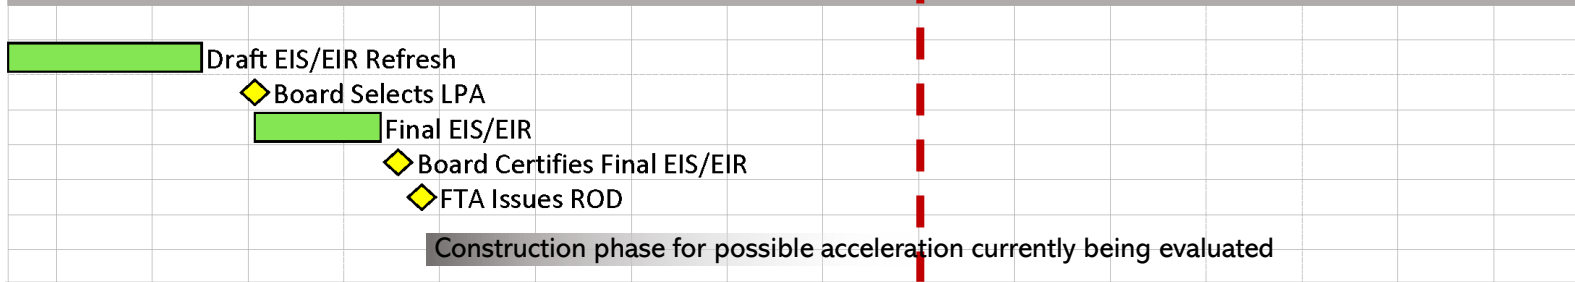 Draft EIS/EIR Refresh
Board Selects LPA
Final EIS/EIR
Board Certifies Final EIS/EIR
FTA Issues ROD
Construction phase for possible acceleration currently being evaluated